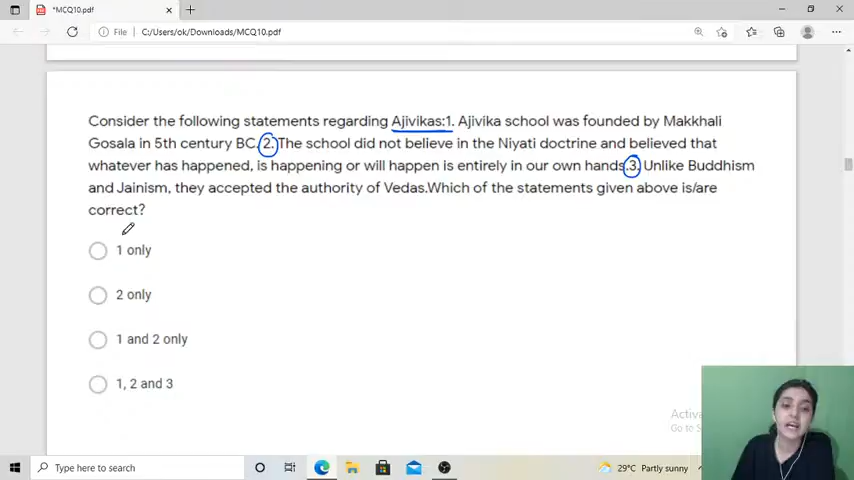 *MCQ10.pdf
File
C:/Users/ok/Downloads/MCQ10.pdf
Consider the following statements regarding Ajivikas:1. Ajivika school was founded by Makkhali
Gosala in 5th century BC. 2. The school did not believe in the Niyati doctrine and believed that
whatever has happened, is happening or will happen is entirely in our own hands.3. Unlike Buddhism
and Jainism, they accepted the authority of Vedas.Which of the statements given above is/are
correct?
1 only
2 only
1 and 2 only
1, 2 and 3
Activa
Go to S
Type here to search
29°C Partly sunny